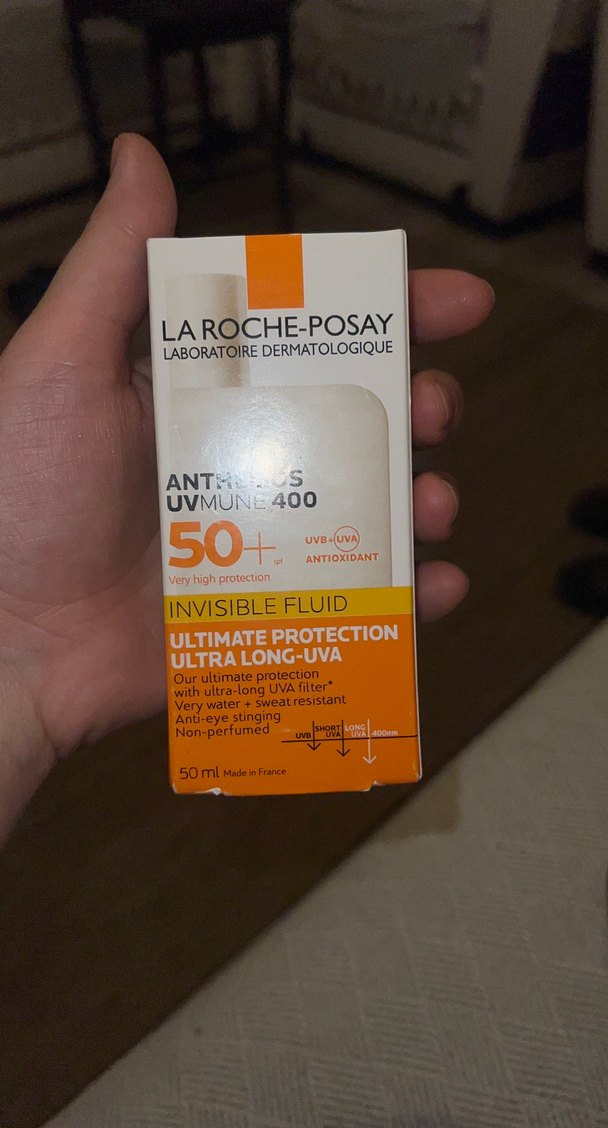 LA ROCHE-POSAY
LABORATOIRE DERMATOLOGIQUE
UVMUNE 400
50+ spf
UVB+UVA
ANTIOXIDANT
Very high protection
INVISIBLE FLUID
ULTIMATE PROTECTION
ULTRA LONG-UVA
Our ultimate protection
with ultra-long UVA filter*
Very water + sweat resistant
Anti-eye stinging
Non-perfumed
UVB
SHORT UVA
LONG UVA
400nm
50 ml Made in France